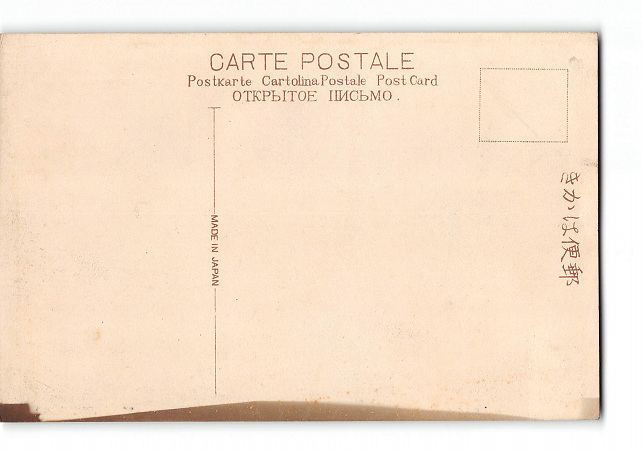 CARTE POSTALE
Postkarte Cartolina Postale Post Card
ОТКРЫТОЕ ПИСЬМО.
MADE IN JAPAN
きかは便郵